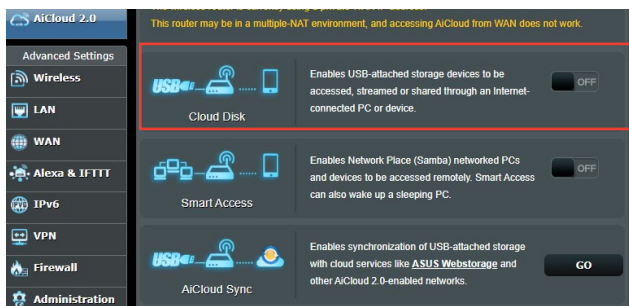 AiCloud 2.0
This router may be in a multiple-NAT environment, and accessing AiCloud from WAN does not work.
Advanced Settings
Wireless
LAN
WAN
Alexa & IFTTT
IPv6
VPN
Firewall
Administration
USB
Cloud Disk
Enables USB-attached storage devices to be
accessed, streamed or shared through an Internet-
connected PC or device.
OFF
Smart Access
Enables Network Place (Samba) networked PCs
and devices to be accessed remotely. Smart Access
can also wake up a sleeping PC.
OFF
USB
AiCloud Sync
Enables synchronization of USB-attached storage
with cloud services like ASUS Webstorage and
other AiCloud 2.0-enabled networks.
GO